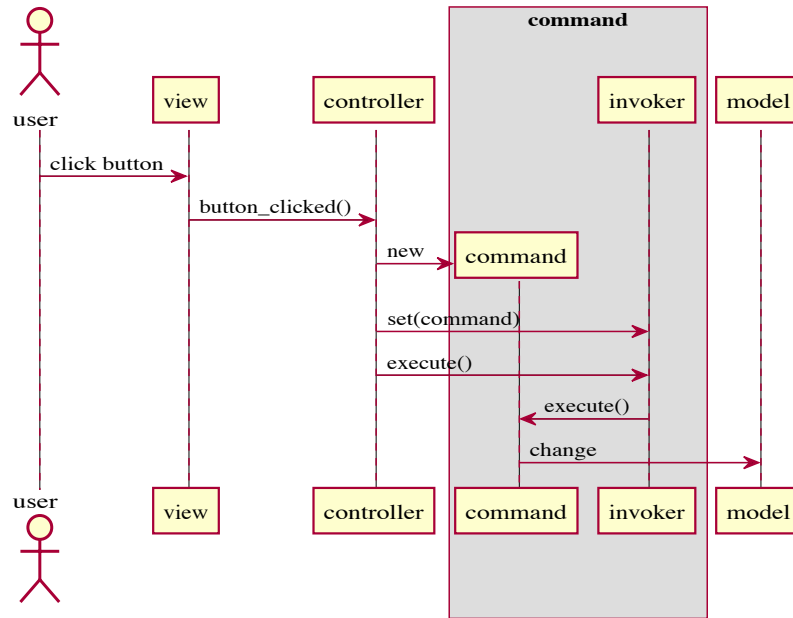 command
user
view
controller
invoker
model
click button
button_clicked()
new
command
set(command)
execute()
execute()
change
user
view
controller
command
invoker
model